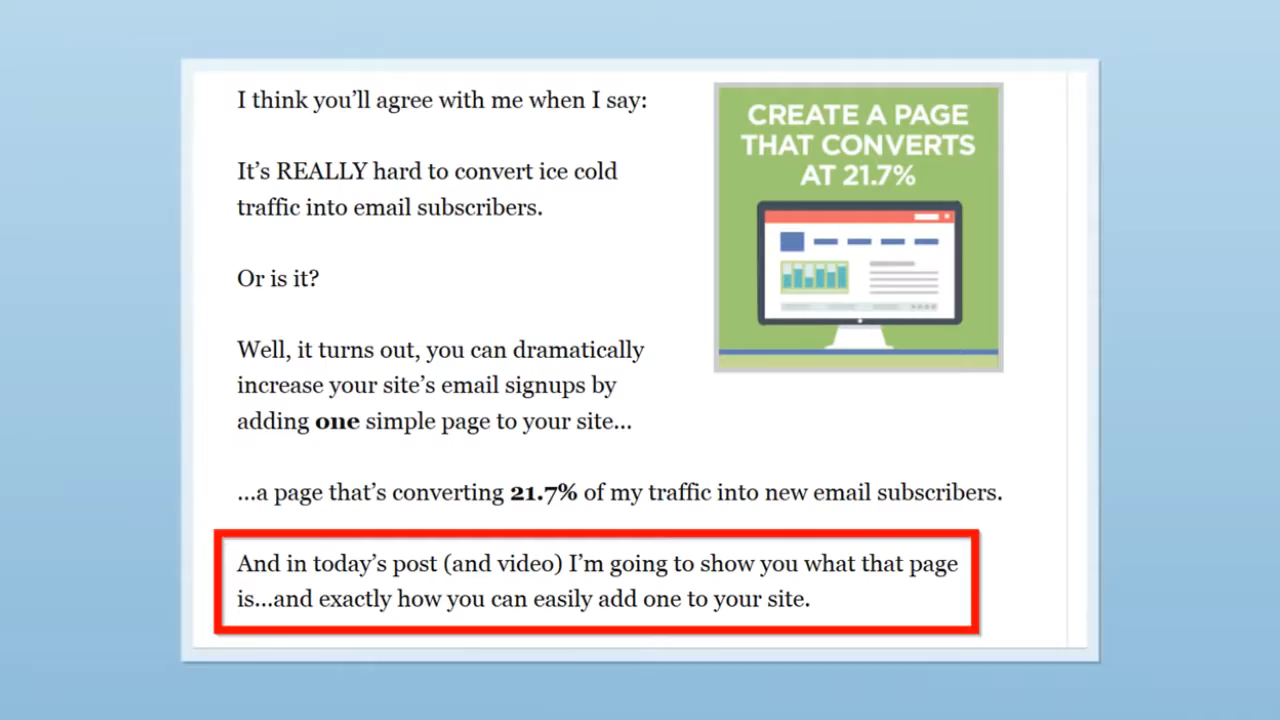 I think you’ll agree with me when I say:
It’s REALLY hard to convert ice cold
traffic into email subscribers.
Or is it?
Well, it turns out, you can dramatically
increase your site’s email signups by
adding one simple page to your site…
CREATE A PAGE
THAT CONVERTS
AT 21.7%
…a page that’s converting 21.7% of my traffic into new email subscribers.
And in today’s post (and video) I’m going to show you what that page
is…and exactly how you can easily add one to your site.